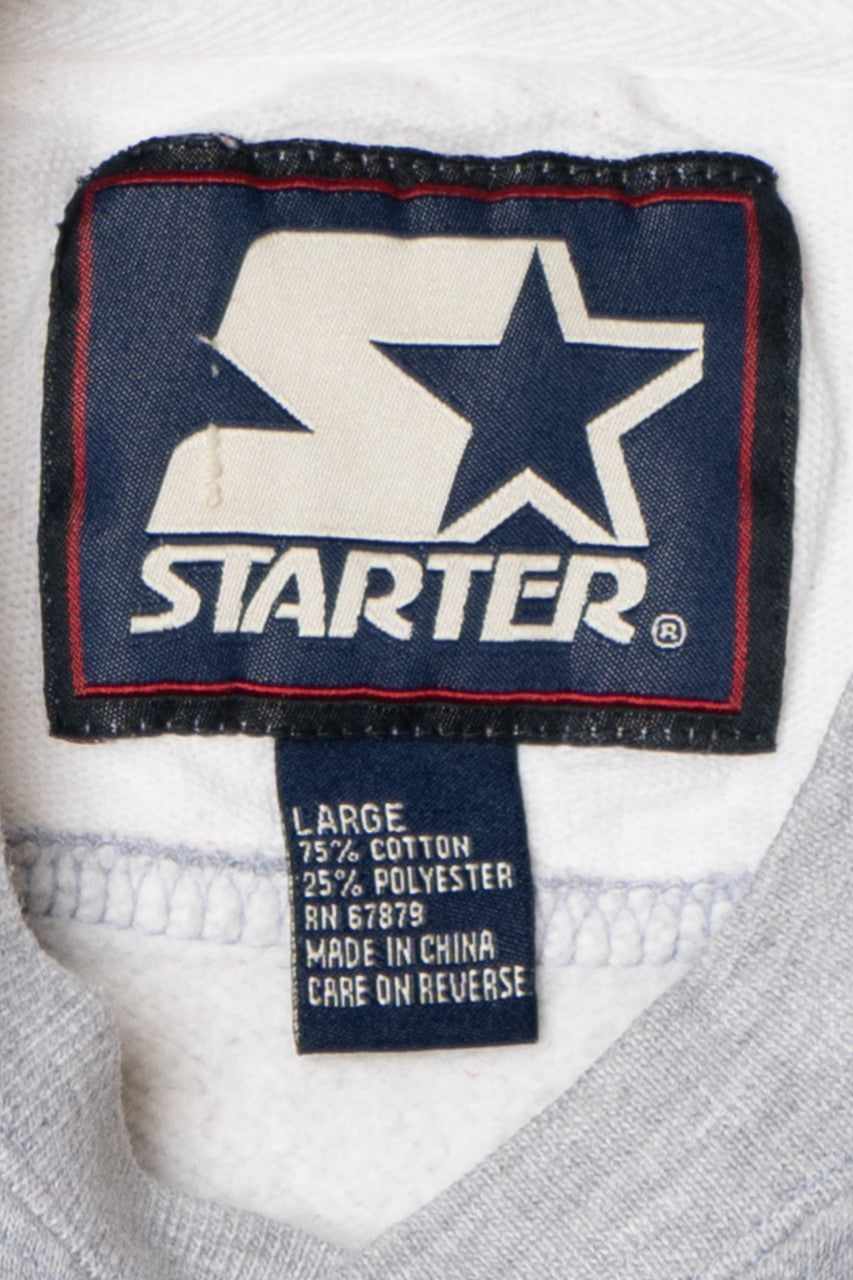 STARTER®
LARGE
75% COTTON
25% POLYESTER
RN 67879
MADE IN CHINA
CARE ON REVERSE